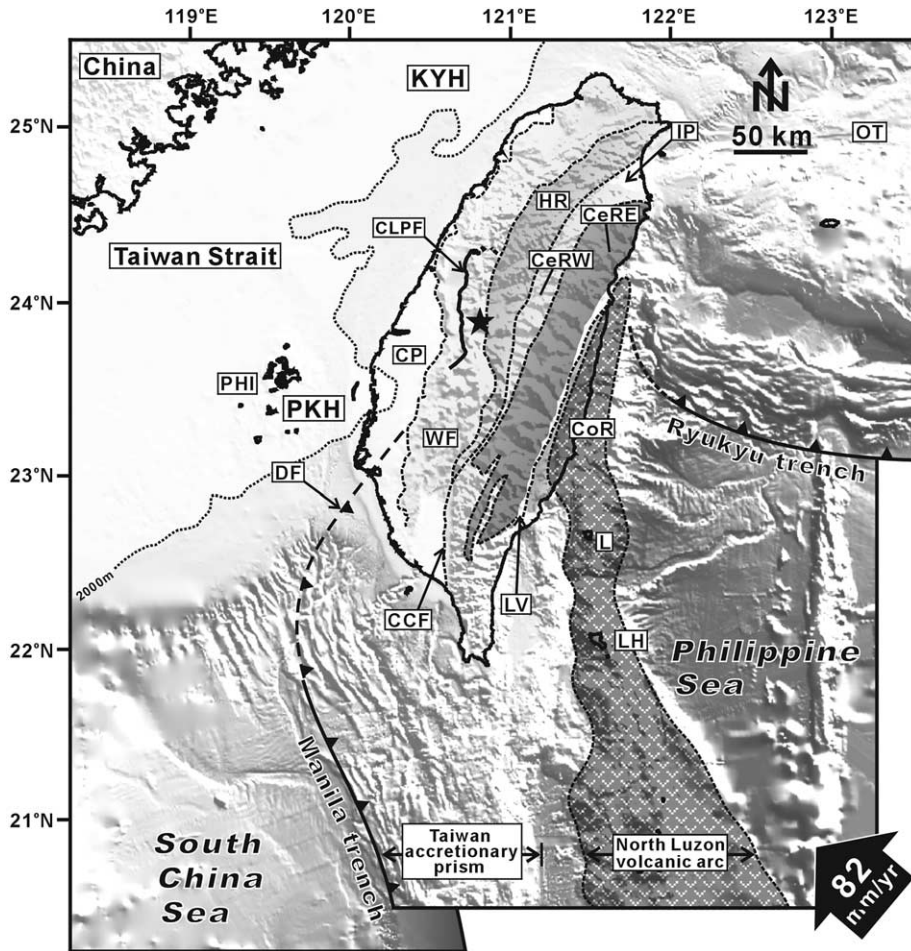 119°E
120°E
121°E
122°E
123°E
China
KYH
N
50 km
OT
25°N
IP
HR
CLPF
CeRE
Taiwan Strait
CeRW
24°N
CP
PHI
PKH
WF
CoR
Ryukyu trench
23°N
DF
L
2000m
CCF
LV
LH
22°N
Philippine
Sea
Manila trench
21°N
South
China
Sea
Taiwan
accretionary
prism
North Luzon
volcanic arc
82
mm/yr